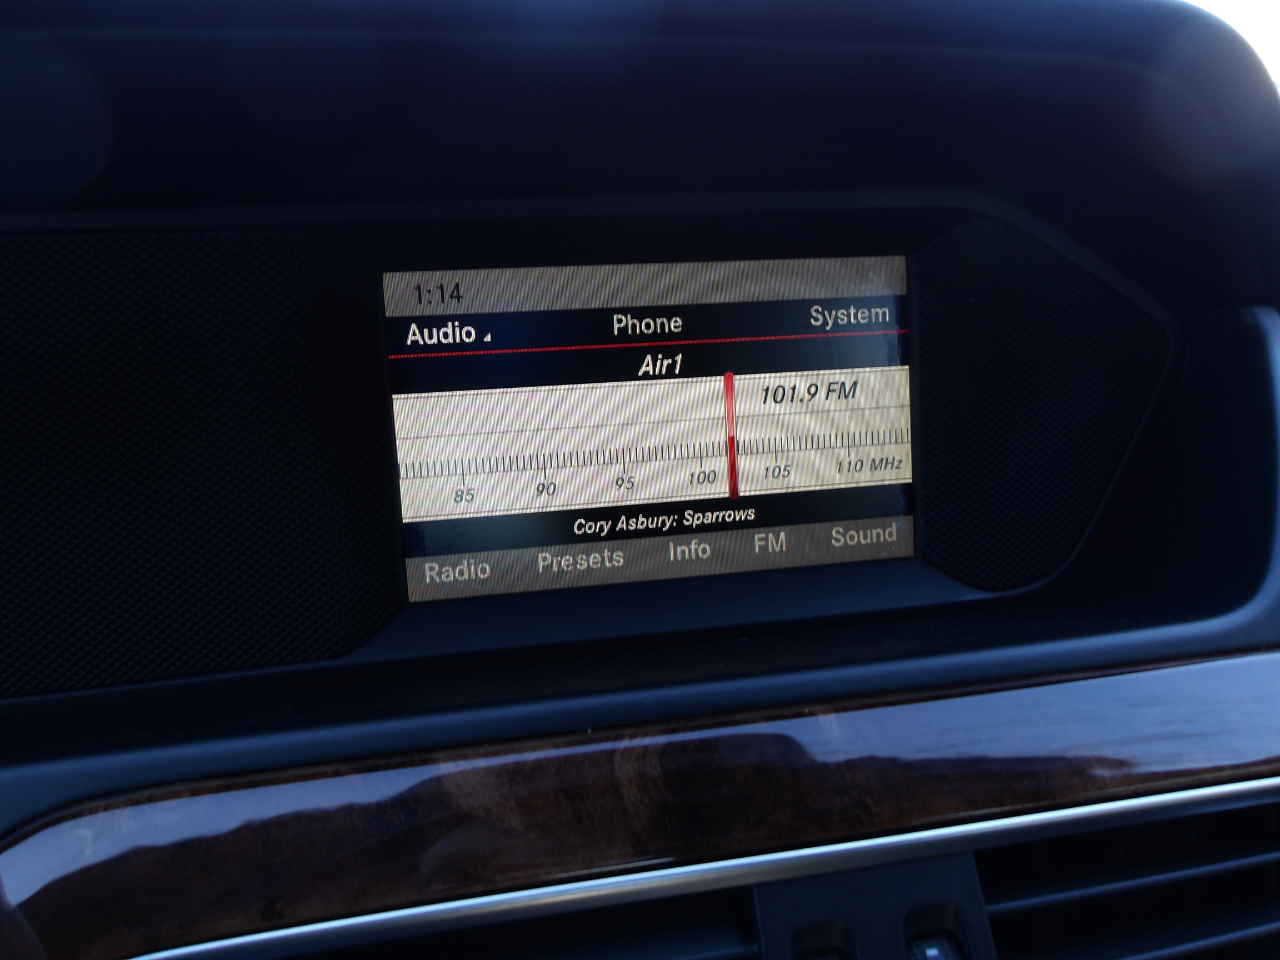 1:14
Audio Phone System
Air1
101.9 FM
85 90 95 100 105 110 MHz
Cory Asbury: Sparrows
Radio Presets Info FM Sound